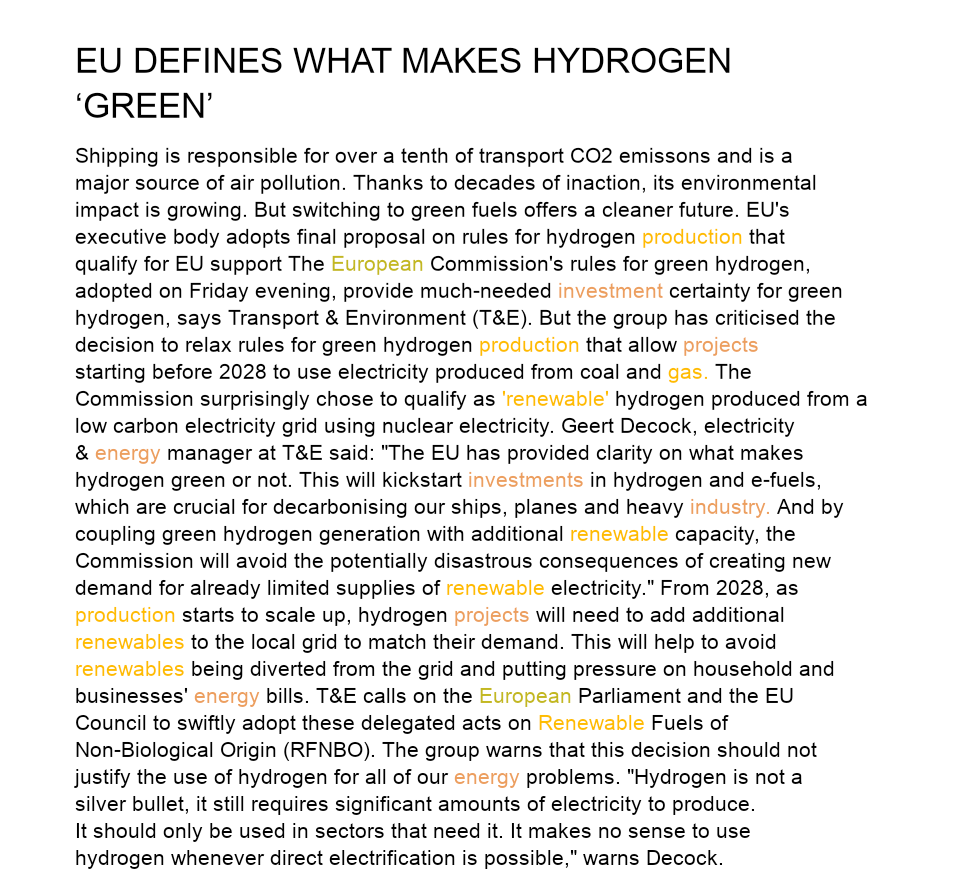 EU DEFINES WHAT MAKES HYDROGEN
‘GREEN’
Shipping is responsible for over a tenth of transport CO2 emissons and is a
major source of air pollution. Thanks to decades of inaction, its environmental
impact is growing. But switching to green fuels offers a cleaner future. EU's
executive body adopts final proposal on rules for hydrogen production that
qualify for EU support The European Commission's rules for green hydrogen,
adopted on Friday evening, provide much-needed investment certainty for green
hydrogen, says Transport & Environment (T&E). But the group has criticised the
decision to relax rules for green hydrogen production that allow projects
starting before 2028 to use electricity produced from coal and gas. The
Commission surprisingly chose to qualify as 'renewable' hydrogen produced from a
low carbon electricity grid using nuclear electricity. Geert Decock, electricity
& energy manager at T&E said: "The EU has provided clarity on what makes
hydrogen green or not. This will kickstart investments in hydrogen and e-fuels,
which are crucial for decarbonising our ships, planes and heavy industry. And by
coupling green hydrogen generation with additional renewable capacity, the
Commission will avoid the potentially disastrous consequences of creating new
demand for already limited supplies of renewable electricity." From 2028, as
production starts to scale up, hydrogen projects will need to add additional
renewables to the local grid to match their demand. This will help to avoid
renewables being diverted from the grid and putting pressure on household and
businesses' energy bills. T&E calls on the European Parliament and the EU
Council to swiftly adopt these delegated acts on Renewable Fuels of
Non-Biological Origin (RFNBO). The group warns that this decision should not
justify the use of hydrogen for all of our energy problems. "Hydrogen is not a
silver bullet, it still requires significant amounts of electricity to produce.
It should only be used in sectors that need it. It makes no sense to use
hydrogen whenever direct electrification is possible," warns Decock.